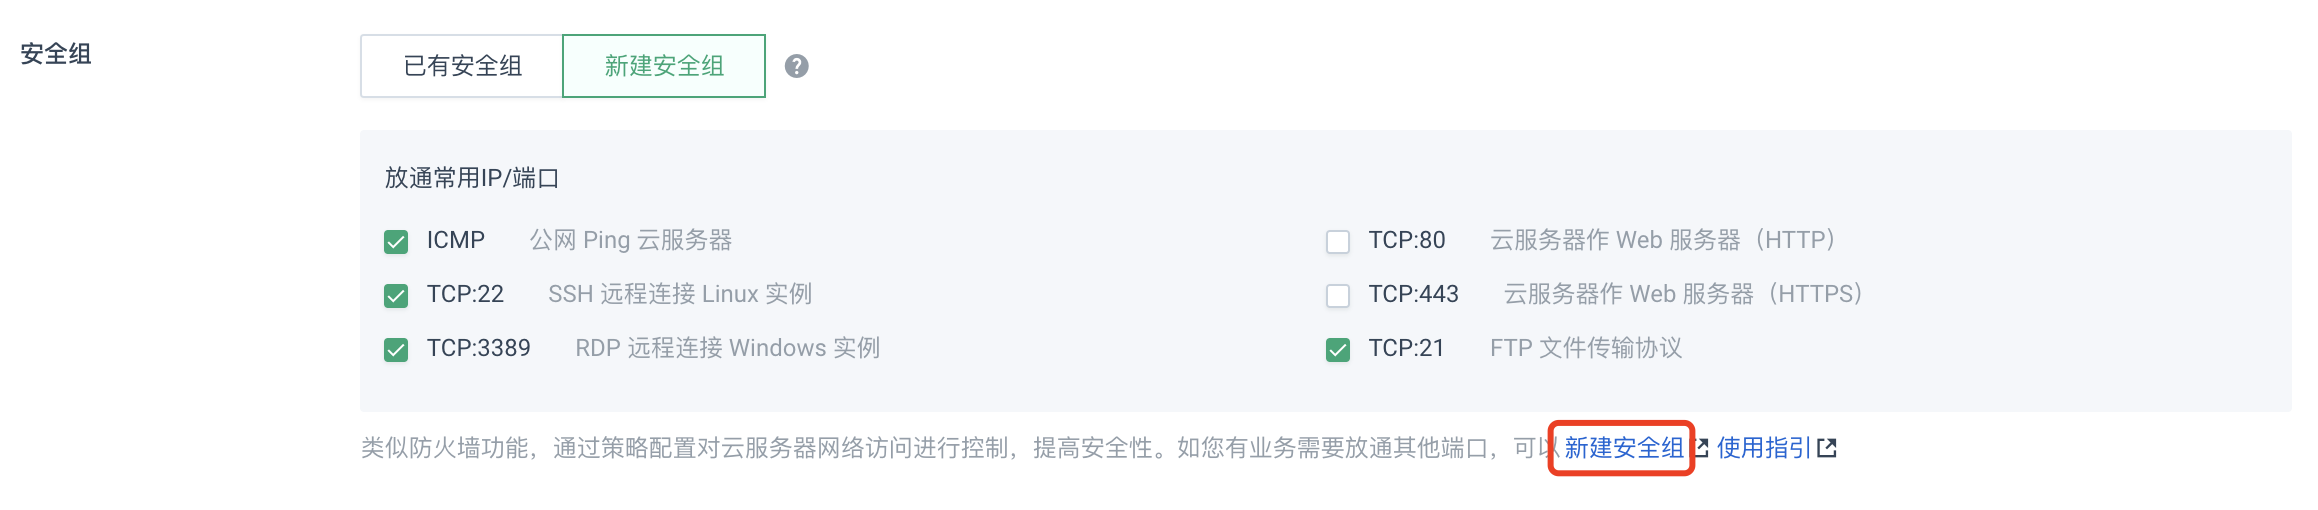 安全组
已有安全组 新建安全组 ?
放通常用IP/端口
ICMP 公网 Ping 云服务器 TCP:80 云服务器作 Web 服务器（HTTP）
TCP:22 SSH 远程连接 Linux 实例 TCP:443 云服务器作 Web 服务器（HTTPS）
TCP:3389 RDP 远程连接 Windows 实例 TCP:21 FTP 文件传输协议
类似防火墙功能，通过策略配置对云服务器网络访问进行控制，提高安全性。如您有业务需要放通其他端口，可以 新建安全组 使用指引